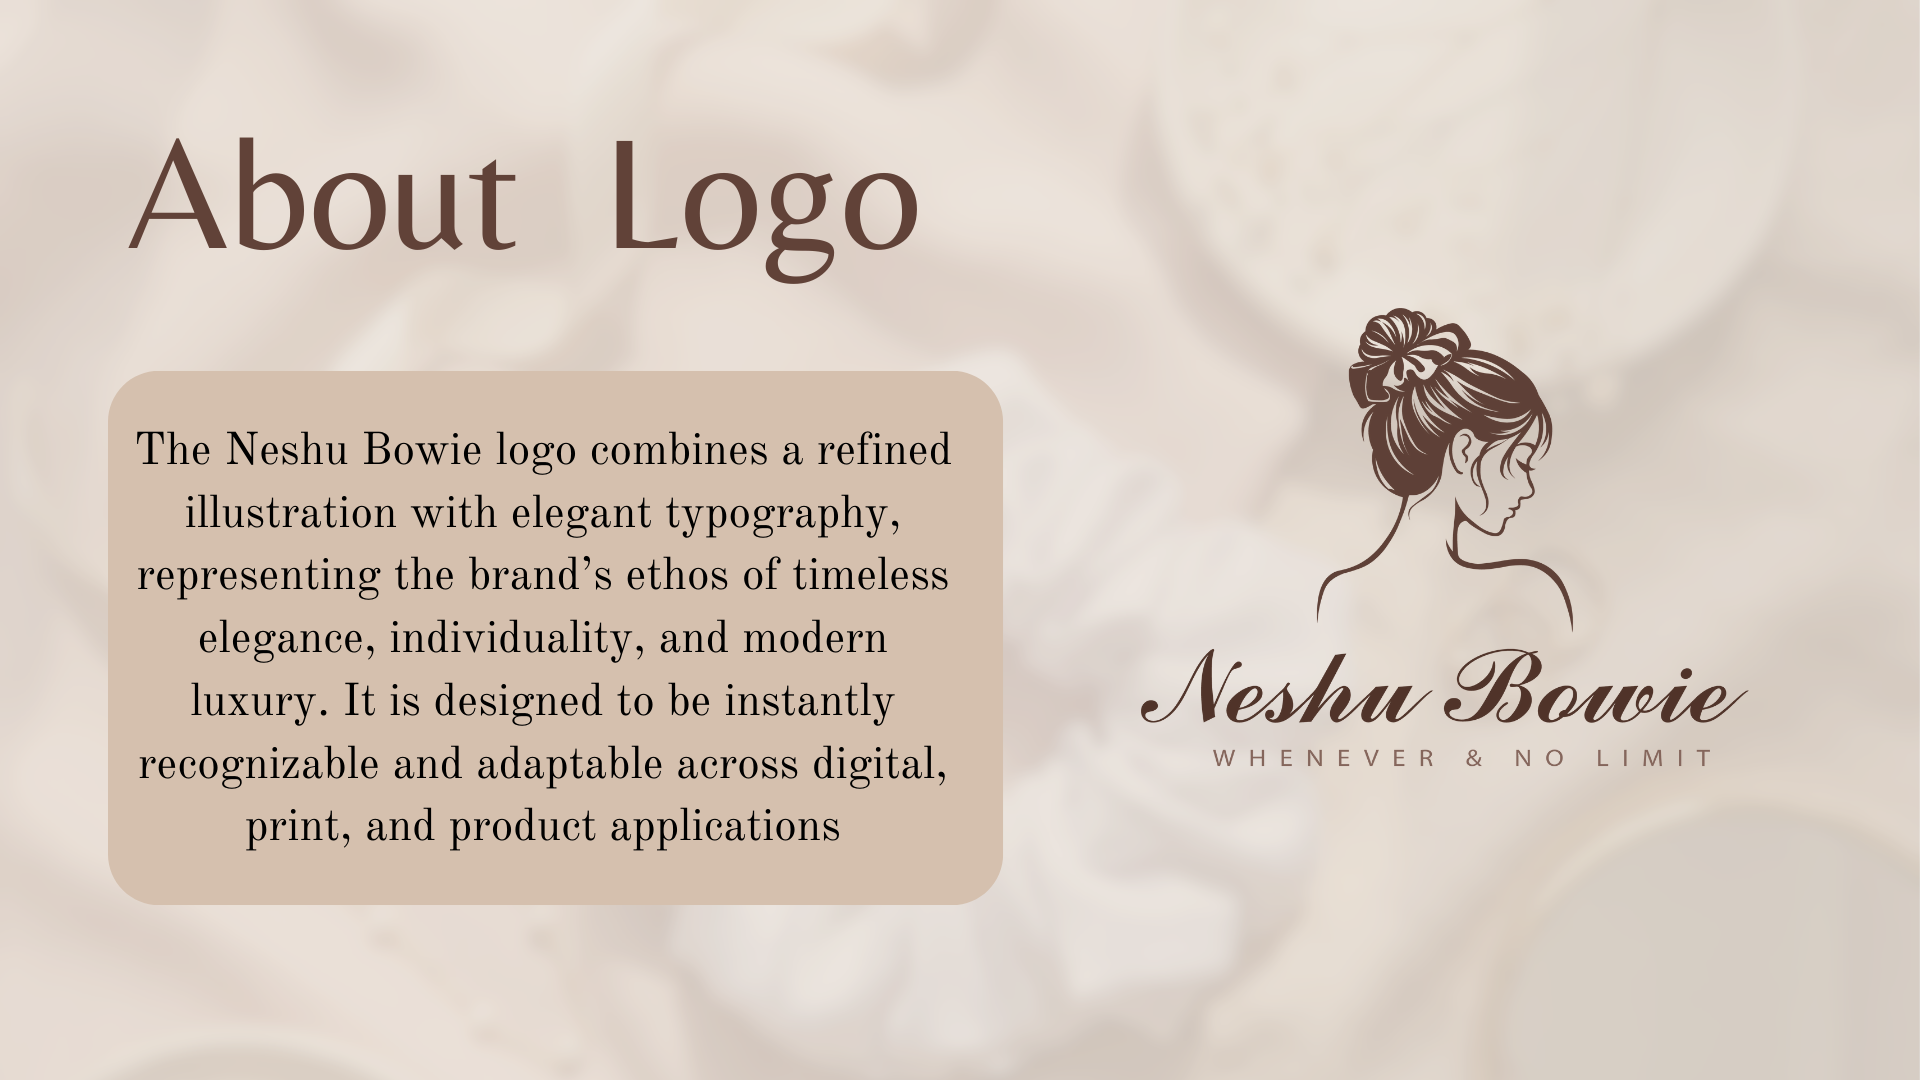 About Logo
The Neshu Bowie logo combines a refined
illustration with elegant typography,
representing the brand’s ethos of timeless
elegance, individuality, and modern
luxury. It is designed to be instantly
recognizable and adaptable across digital,
print, and product applications
Neshu Bowie
WHENEVER & NO LIMIT